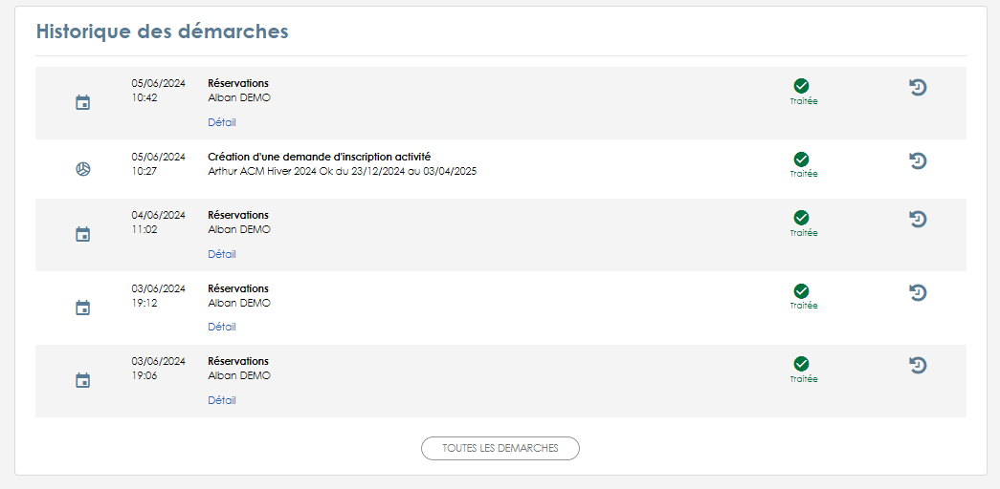 Historique des démarches
05/06/2024
10:42
Réservations
Alban DEMO
Détail
Traitée
05/06/2024
10:27
Création d'une demande d'inscription activité
Arthur ACM Hiver 2024 Ok du 23/12/2024 au 03/04/2025
Traitée
04/06/2024
11:02
Réservations
Alban DEMO
Détail
Traitée
03/06/2024
19:12
Réservations
Alban DEMO
Détail
Traitée
03/06/2024
19:06
Réservations
Alban DEMO
Détail
Traitée
TOUTES LES DEMARCHES